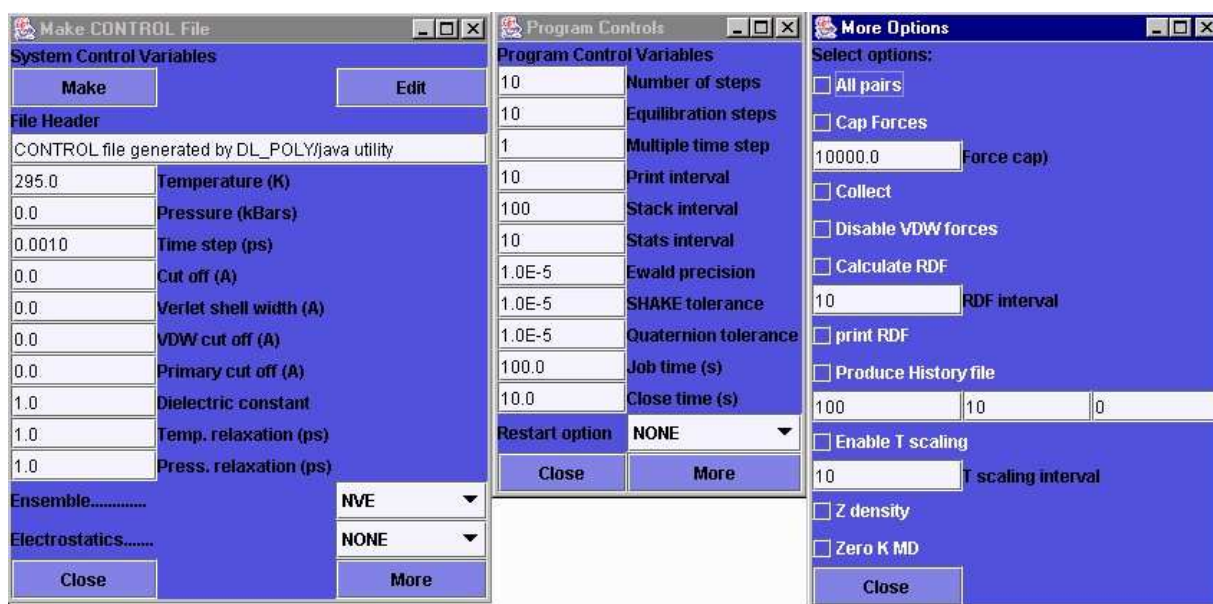 Make CONTROL File
System Control Variables
Make
Edit
File Header
CONTROL file generated by DL_POLY/java utility
295.0 Temperature (K)
0.0 Pressure (kBars)
0.0010 Time step (ps)
0.0 Cut off (A)
0.0 Verlet shell width (A)
0.0 VDW cut off (A)
0.0 Primary cut off (A)
1.0 Dielectric constant
1.0 Temp. relaxation (ps)
1.0 Press. relaxation (ps)
Ensemble............. NVE
Electrostatics....... NONE
Close
More
Program Controls
Program Control Variables
10 Number of steps
10 Equilibration steps
1 Multiple time step
10 Print interval
100 Stack interval
10 Stats interval
1.0E-5 Ewald precision
1.0E-5 SHAKE tolerance
1.0E-5 Quaternion tolerance
100.0 Job time (s)
10.0 Close time (s)
Restart option NONE
Close
More
More Options
Select options:
All pairs
Cap Forces
10000.0 Force cap)
Collect
Disable VDW forces
Calculate RDF
10 RDF interval
print RDF
Produce History file
100 10 0
Enable T scaling
10 T scaling interval
Z density
Zero K MD
Close